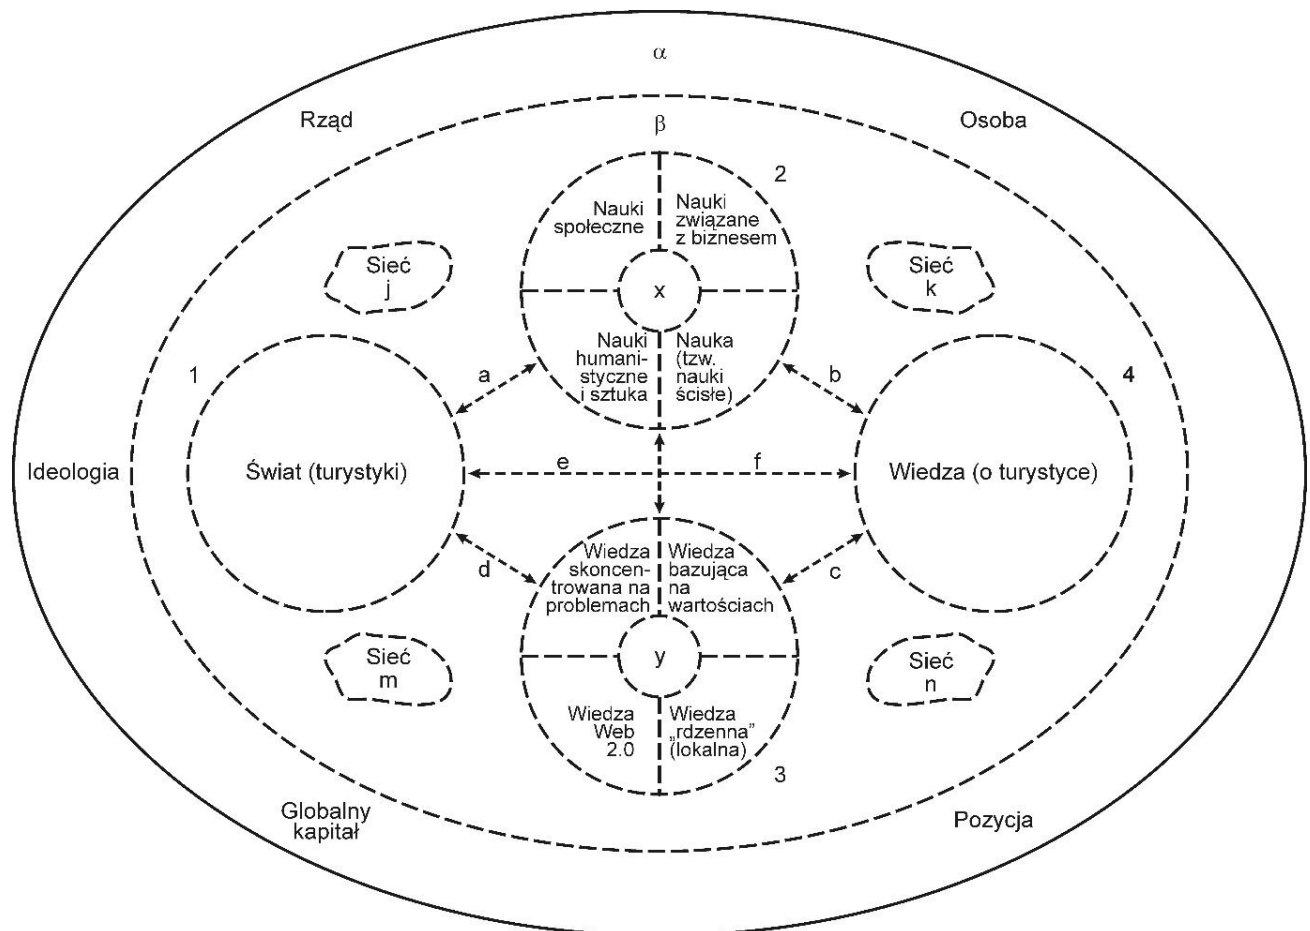 α
Rząd
Osoba
β
2
Nauki
społeczne
Nauki
związane
z biznesem
Sieć
j
x
Sieć
k
Nauki
humani-
styczne
i sztuka
Nauka
(tzw.
nauki
ścisłe)
1
a
b
4
Ideologia
Świat (turystyki)
e
f
Wiedza (o turystyce)
d
c
Wiedza
skoncen-
trowana na
problemach
Wiedza
bazująca
na
wartościach
Sieć
m
y
Sieć
n
Wiedza
Web
2.0
Wiedza
„rdzenna”
(lokalna)
3
Globalny
kapitał
Pozycja